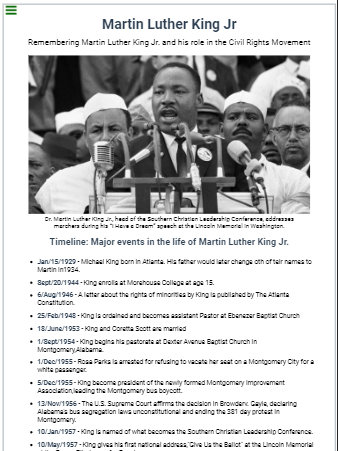 Martin Luther King Jr
Remembering Martin Luther King Jr. and his role in the Civil Rights Movement
Dr. Martin Luther King Jr., head of the Southern Christian Leadership Conference, addresses
marchers during his "I Have a Dream" speech at the Lincoln Memorial in Washington.
Timeline: Major events in the life of Martin Luther King Jr.
Jan/15/1929 - Michael King born in Atlanta. His father would later change oth of teir names to
Martin in1934.
Sept/20/1944 - King enrolls at Morehouse College at age 15.
6/Aug/1946 - A letter about the rights of minorities by King is published by The Atlanta
Constitution.
25/Feb/1948 - King is ordained and becomes assistant Pastor at Ebenezer Baptist Church
18/June/1953 - King and Coretta Scott are married
1/Sept/1954 - King begins his pastorate at Dexter Avenue Baptist Church in
Montgomery,Alabama.
1/Dec/1955 - Rosa Parks is arrested for refusing to vacate her seat on a Montgomery City for a
white passenger.
5/Dec/1955 - King become president of the newly formed Montgomery Improvement
Association,leading the Montgomery bus boycott.
13/Nov/1956 - The U.S. Supreme Court affirms the decision in Browderv. Gayle, declaring
Alabama's bus segregation laws unconstitutional and ending the 381 day protest in
Montgomery.
10/Jan/1957 - King is named of what becomes the Southern Christian Leadership Conference.
10/May/1957 - King gives his first national address,"Give Us the Ballot" at the Lincoln Memorial